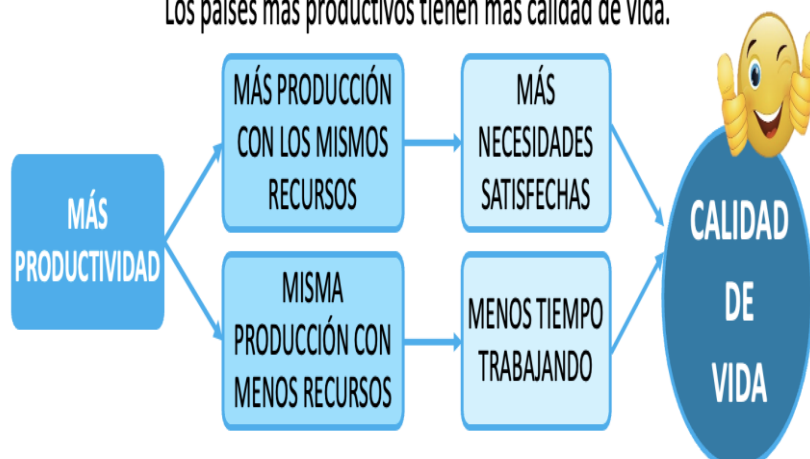 Los países más productivos tienen más calidad de vida.
MÁS
PRODUCTIVIDAD
MÁS PRODUCCIÓN
CON LOS MISMOS
RECURSOS
MÁS
NECESIDADES
SATISFECHAS
MISMA
PRODUCCIÓN CON
MENOS RECURSOS
MENOS TIEMPO
TRABAJANDO
CALIDAD
DE
VIDA